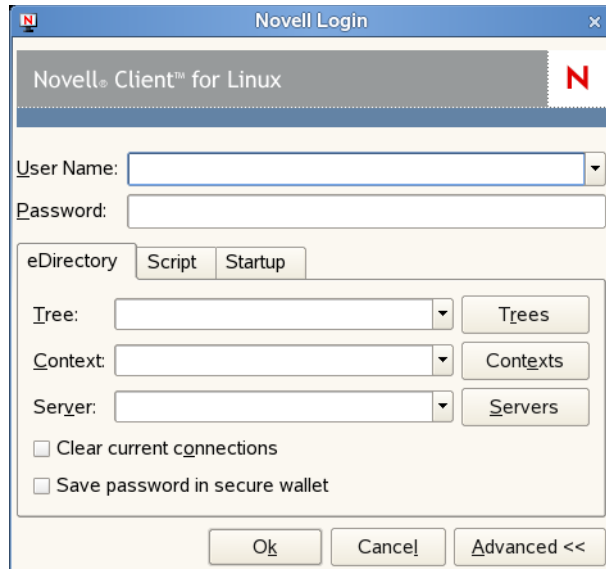 N Novell Login
Novell® Client™ for Linux N
User Name:
Password:
eDirectory Script Startup
Tree: Trees
Context: Contexts
Server: Servers
Clear current connections
Save password in secure wallet
Ok Cancel Advanced <<